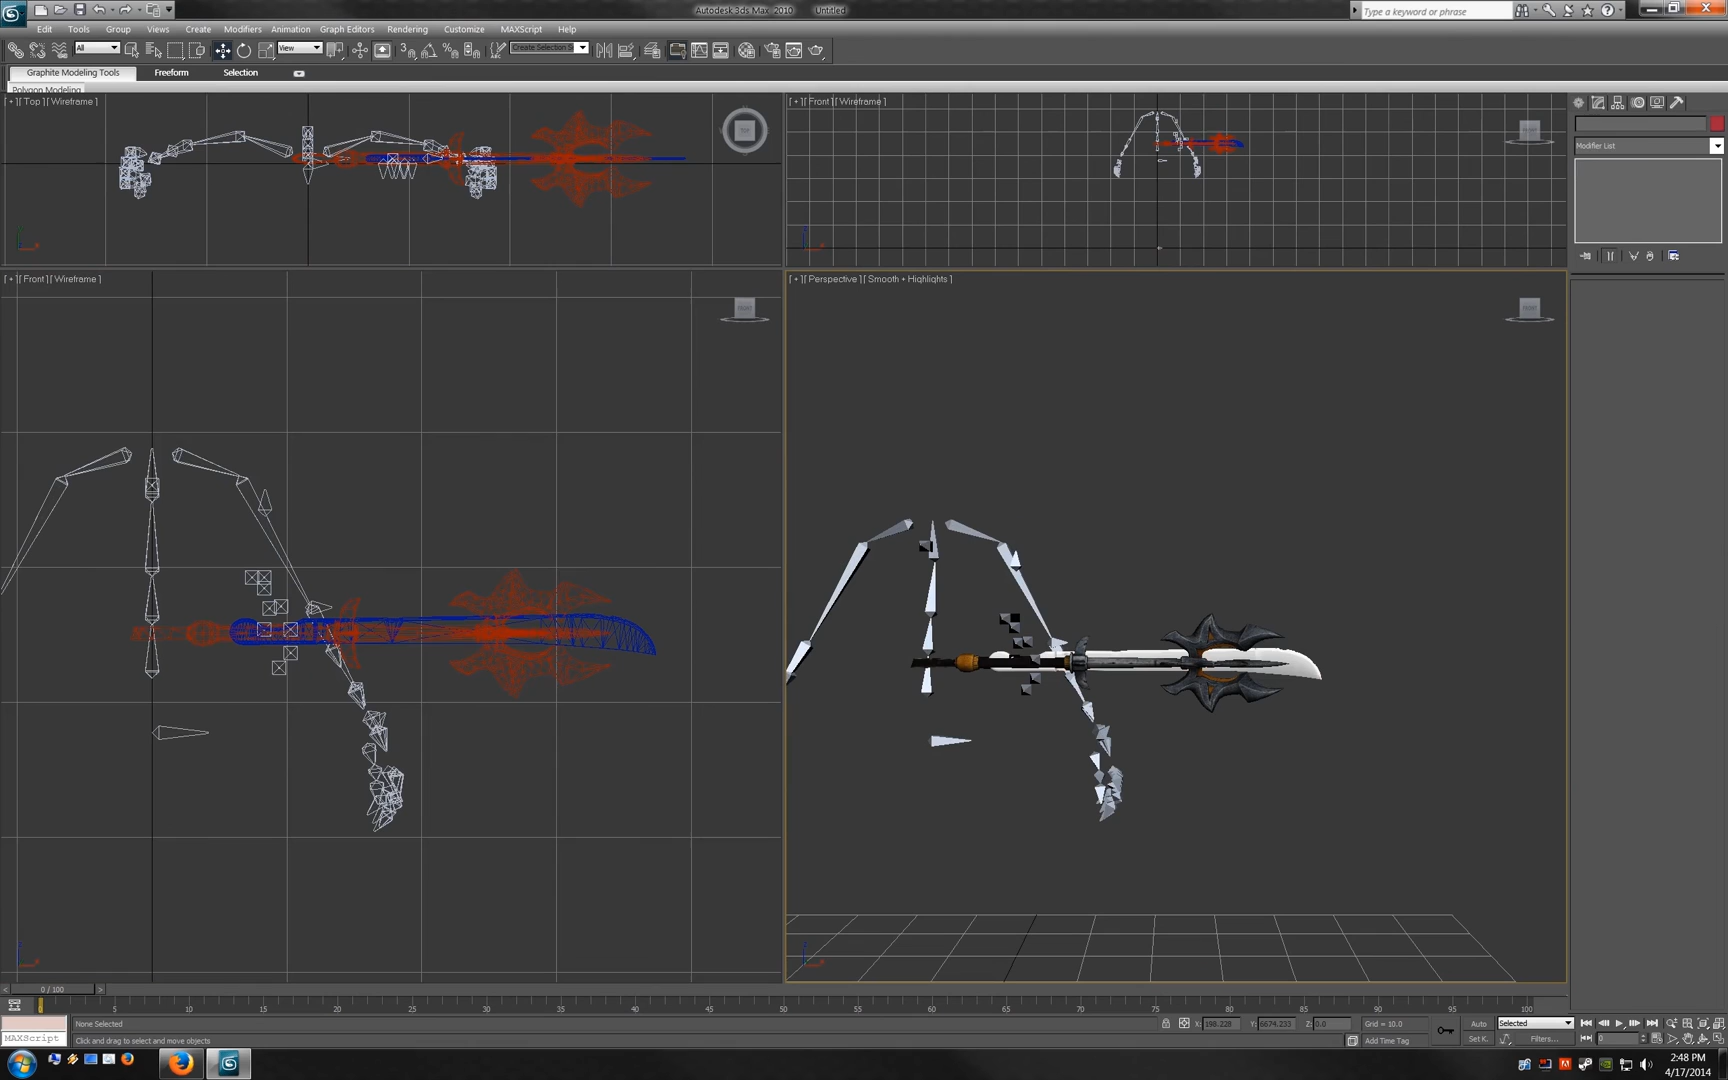 Autodesk 3ds Max 2010 Untitled
Type a keyword or phrase
Edit Tools Group Views Create Modifiers Animation Graph Editors Rendering Customize MAXScript Help
All View Create Selection S
Graphite Modeling Tools Freeform Selection
Polygon Modeling
[ + ][ Top ][ Wireframe ]
[ + ][ Front ][ Wireframe ]
TOP
FRONT
Modifier List
[ + ][ Front ][ Wireframe ]
[ + ][ Perspective ][ Smooth + Highlights ]
FRONT
FRONT
< 0 / 100 >
5 10 15 20 25 30 35 40 45 50 55 60 65 70 75 80 85 90 95 100
None Selected X: 198.228 Y: 6674.233 Z: 0.0 Grid = 10.0 Auto Selected
MAXScript Click and drag to select and move objects Add Time Tag Set K. Filters... 0
2:48 PM
4/17/2014